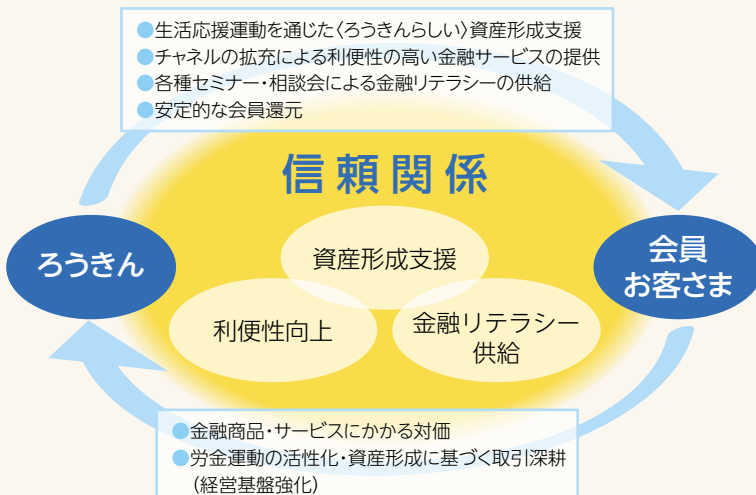 ●生活応援運動を通じた〈ろうきんらしい〉資産形成支援
●チャネルの拡充による利便性の高い金融サービスの提供
●各種セミナー・相談会による金融リテラシーの供給
●安定的な会員還元
信頼関係
ろうきん
会員
お客さま
資産形成支援
利便性向上
金融リテラシー
供給
●金融商品・サービスにかかる対価
●労金運動の活性化・資産形成に基づく取引深耕
(経営基盤強化)